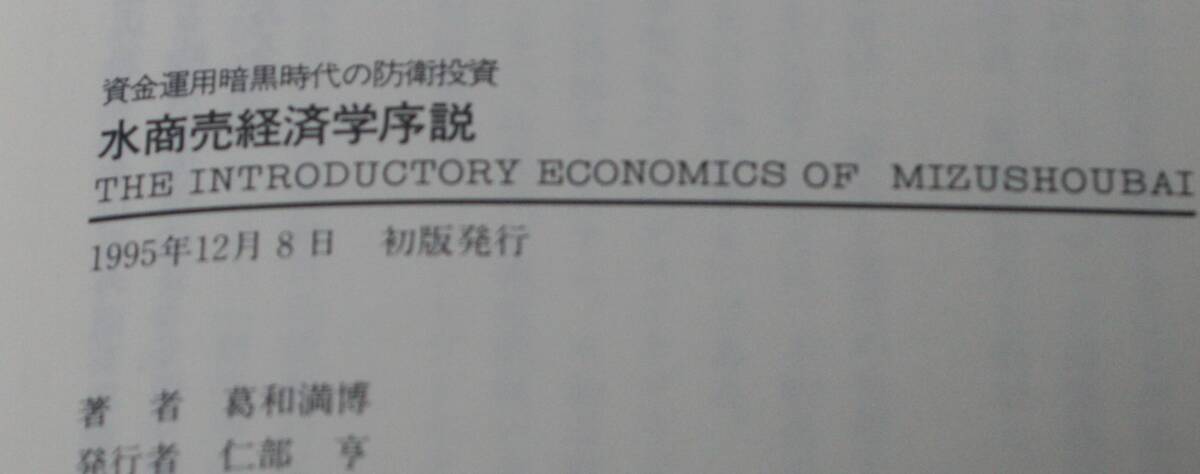 資金運用暗黒時代の防衛投資
水商売経済学序説
THE INTRODUCTORY ECONOMICS OF MIZUSHOUBAI
1995年12月8日 初版発行
著 者 葛和満博
発行者 仁部 亨